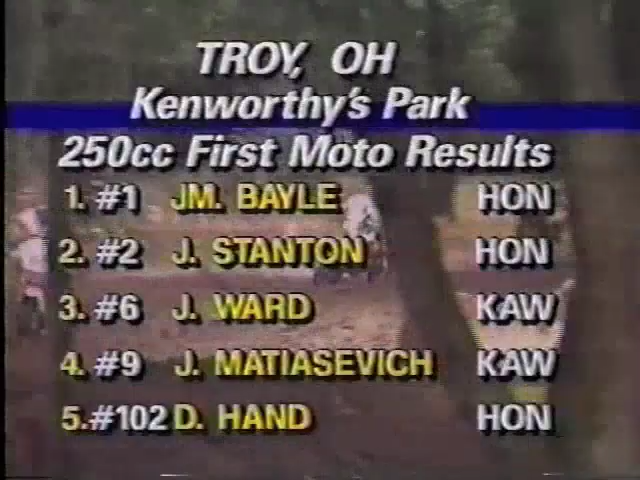 TROY, OH
Kenworthy's Park
250cc First Moto Results
1. #1 JM. BAYLE HON
2. #2 J. STANTON HON
3. #6 J. WARD KAW
4. #9 J. MATIASEVICH KAW
5. #102 D. HAND HON